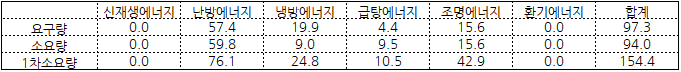 신재생에너지 난방에너지 냉방에너지 급탕에너지 조명에너지 환기에너지 합계
요구량 0.0 57.4 19.9 4.4 15.6 0.0 97.3
소요량 0.0 59.8 9.0 9.5 15.6 0.0 94.0
1차소요량 0.0 76.1 24.8 10.5 42.9 0.0 154.4